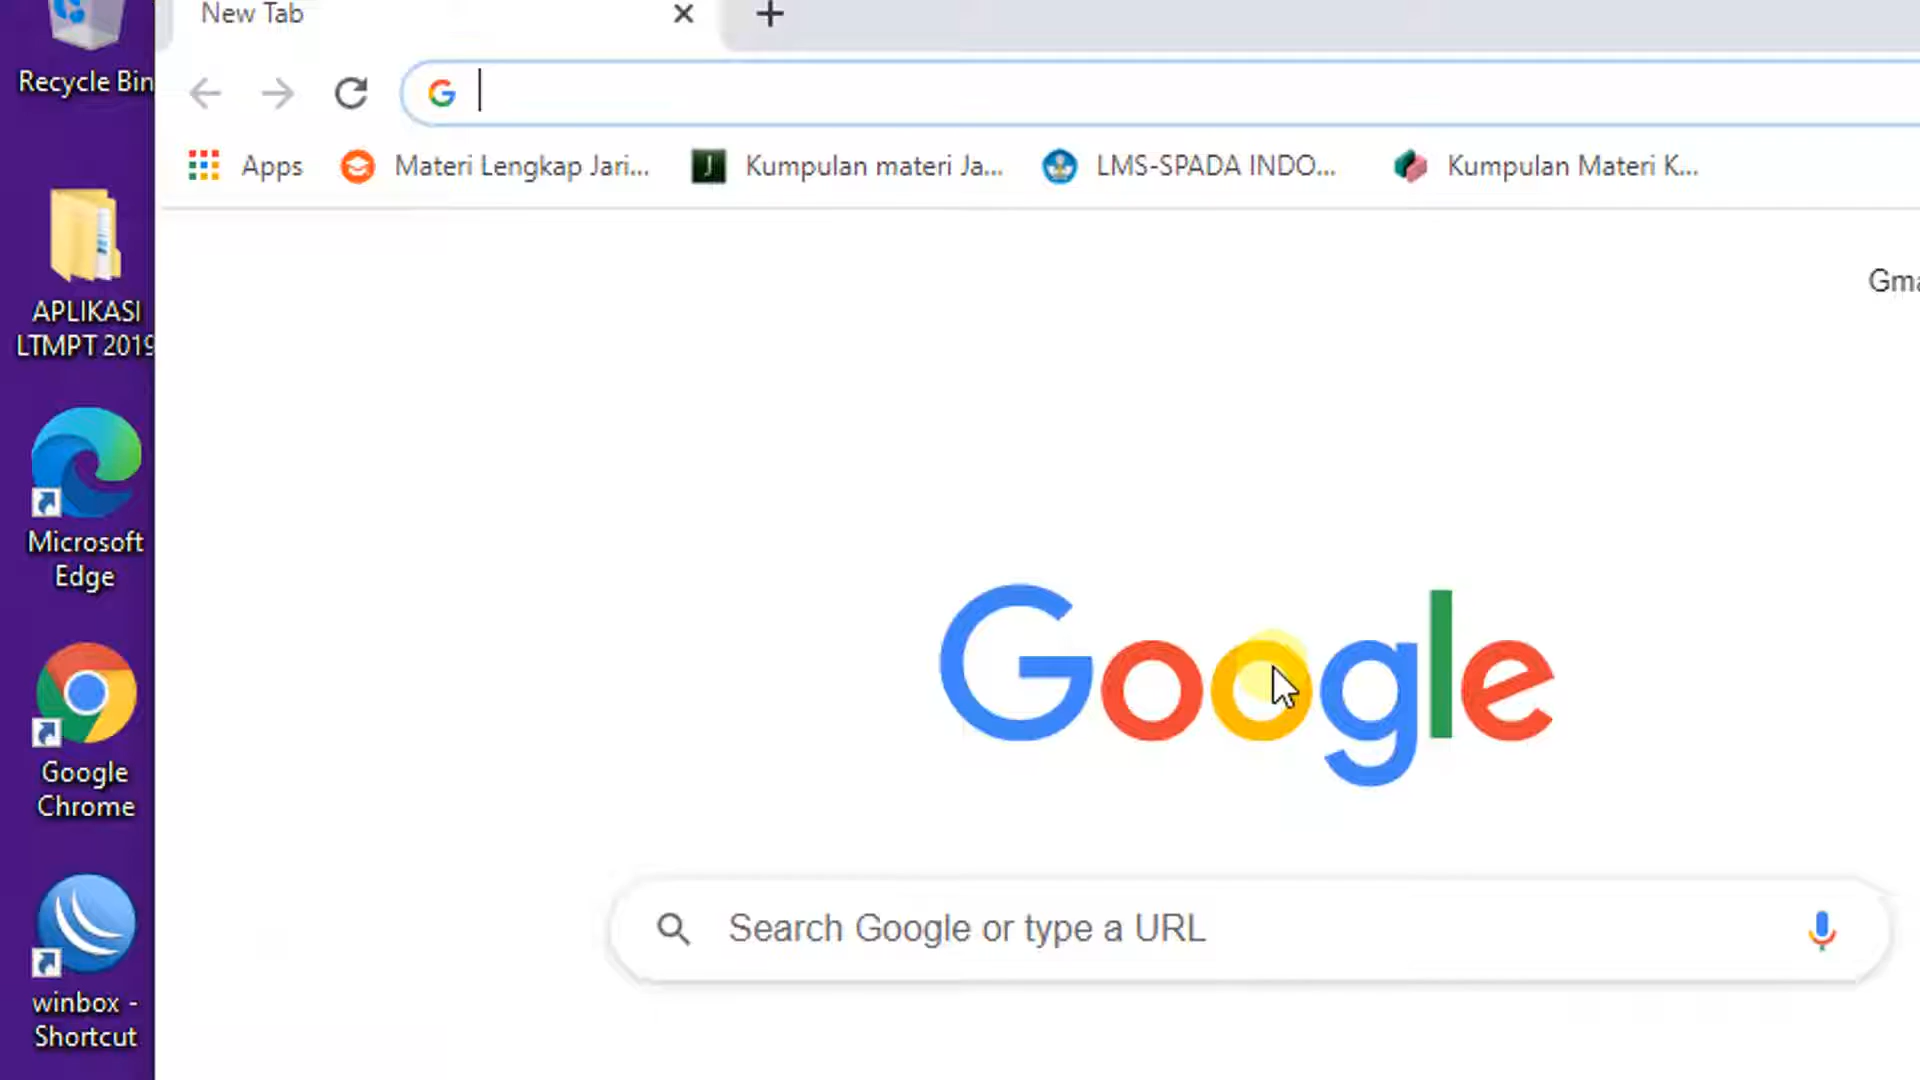 New Tab
Recycle Bin
Apps
Materi Lengkap Jari...
Kumpulan materi Ja...
LMS-SPADA INDO...
Kumpulan Materi K...
Gma
APLIKASI
LTMPT 2019
Microsoft
Edge
Google
Google
Chrome
Search Google or type a URL
winbox -
Shortcut